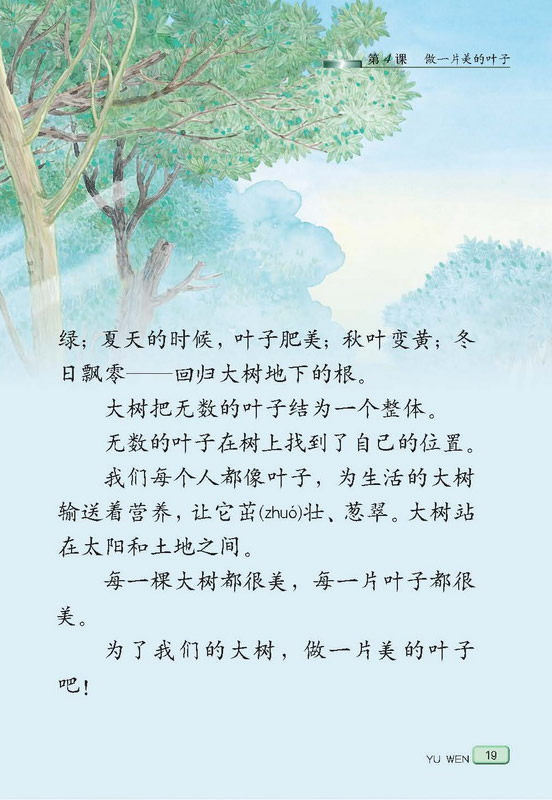 第4课 做一片美的叶子
绿；夏天的时候，叶子肥美；秋叶变黄；冬
日飘零——回归大树地下的根。
大树把无数的叶子结为一个整体。
无数的叶子在树上找到了自己的位置。
我们每个人都像叶子，为生活的大树
输送着营养，让它茁(zhuó)壮、葱翠。大树站
在太阳和土地之间。
每一棵大树都很美，每一片叶子都很
美。
为了我们的大树，做一片美的叶子
吧！
YU WEN 19